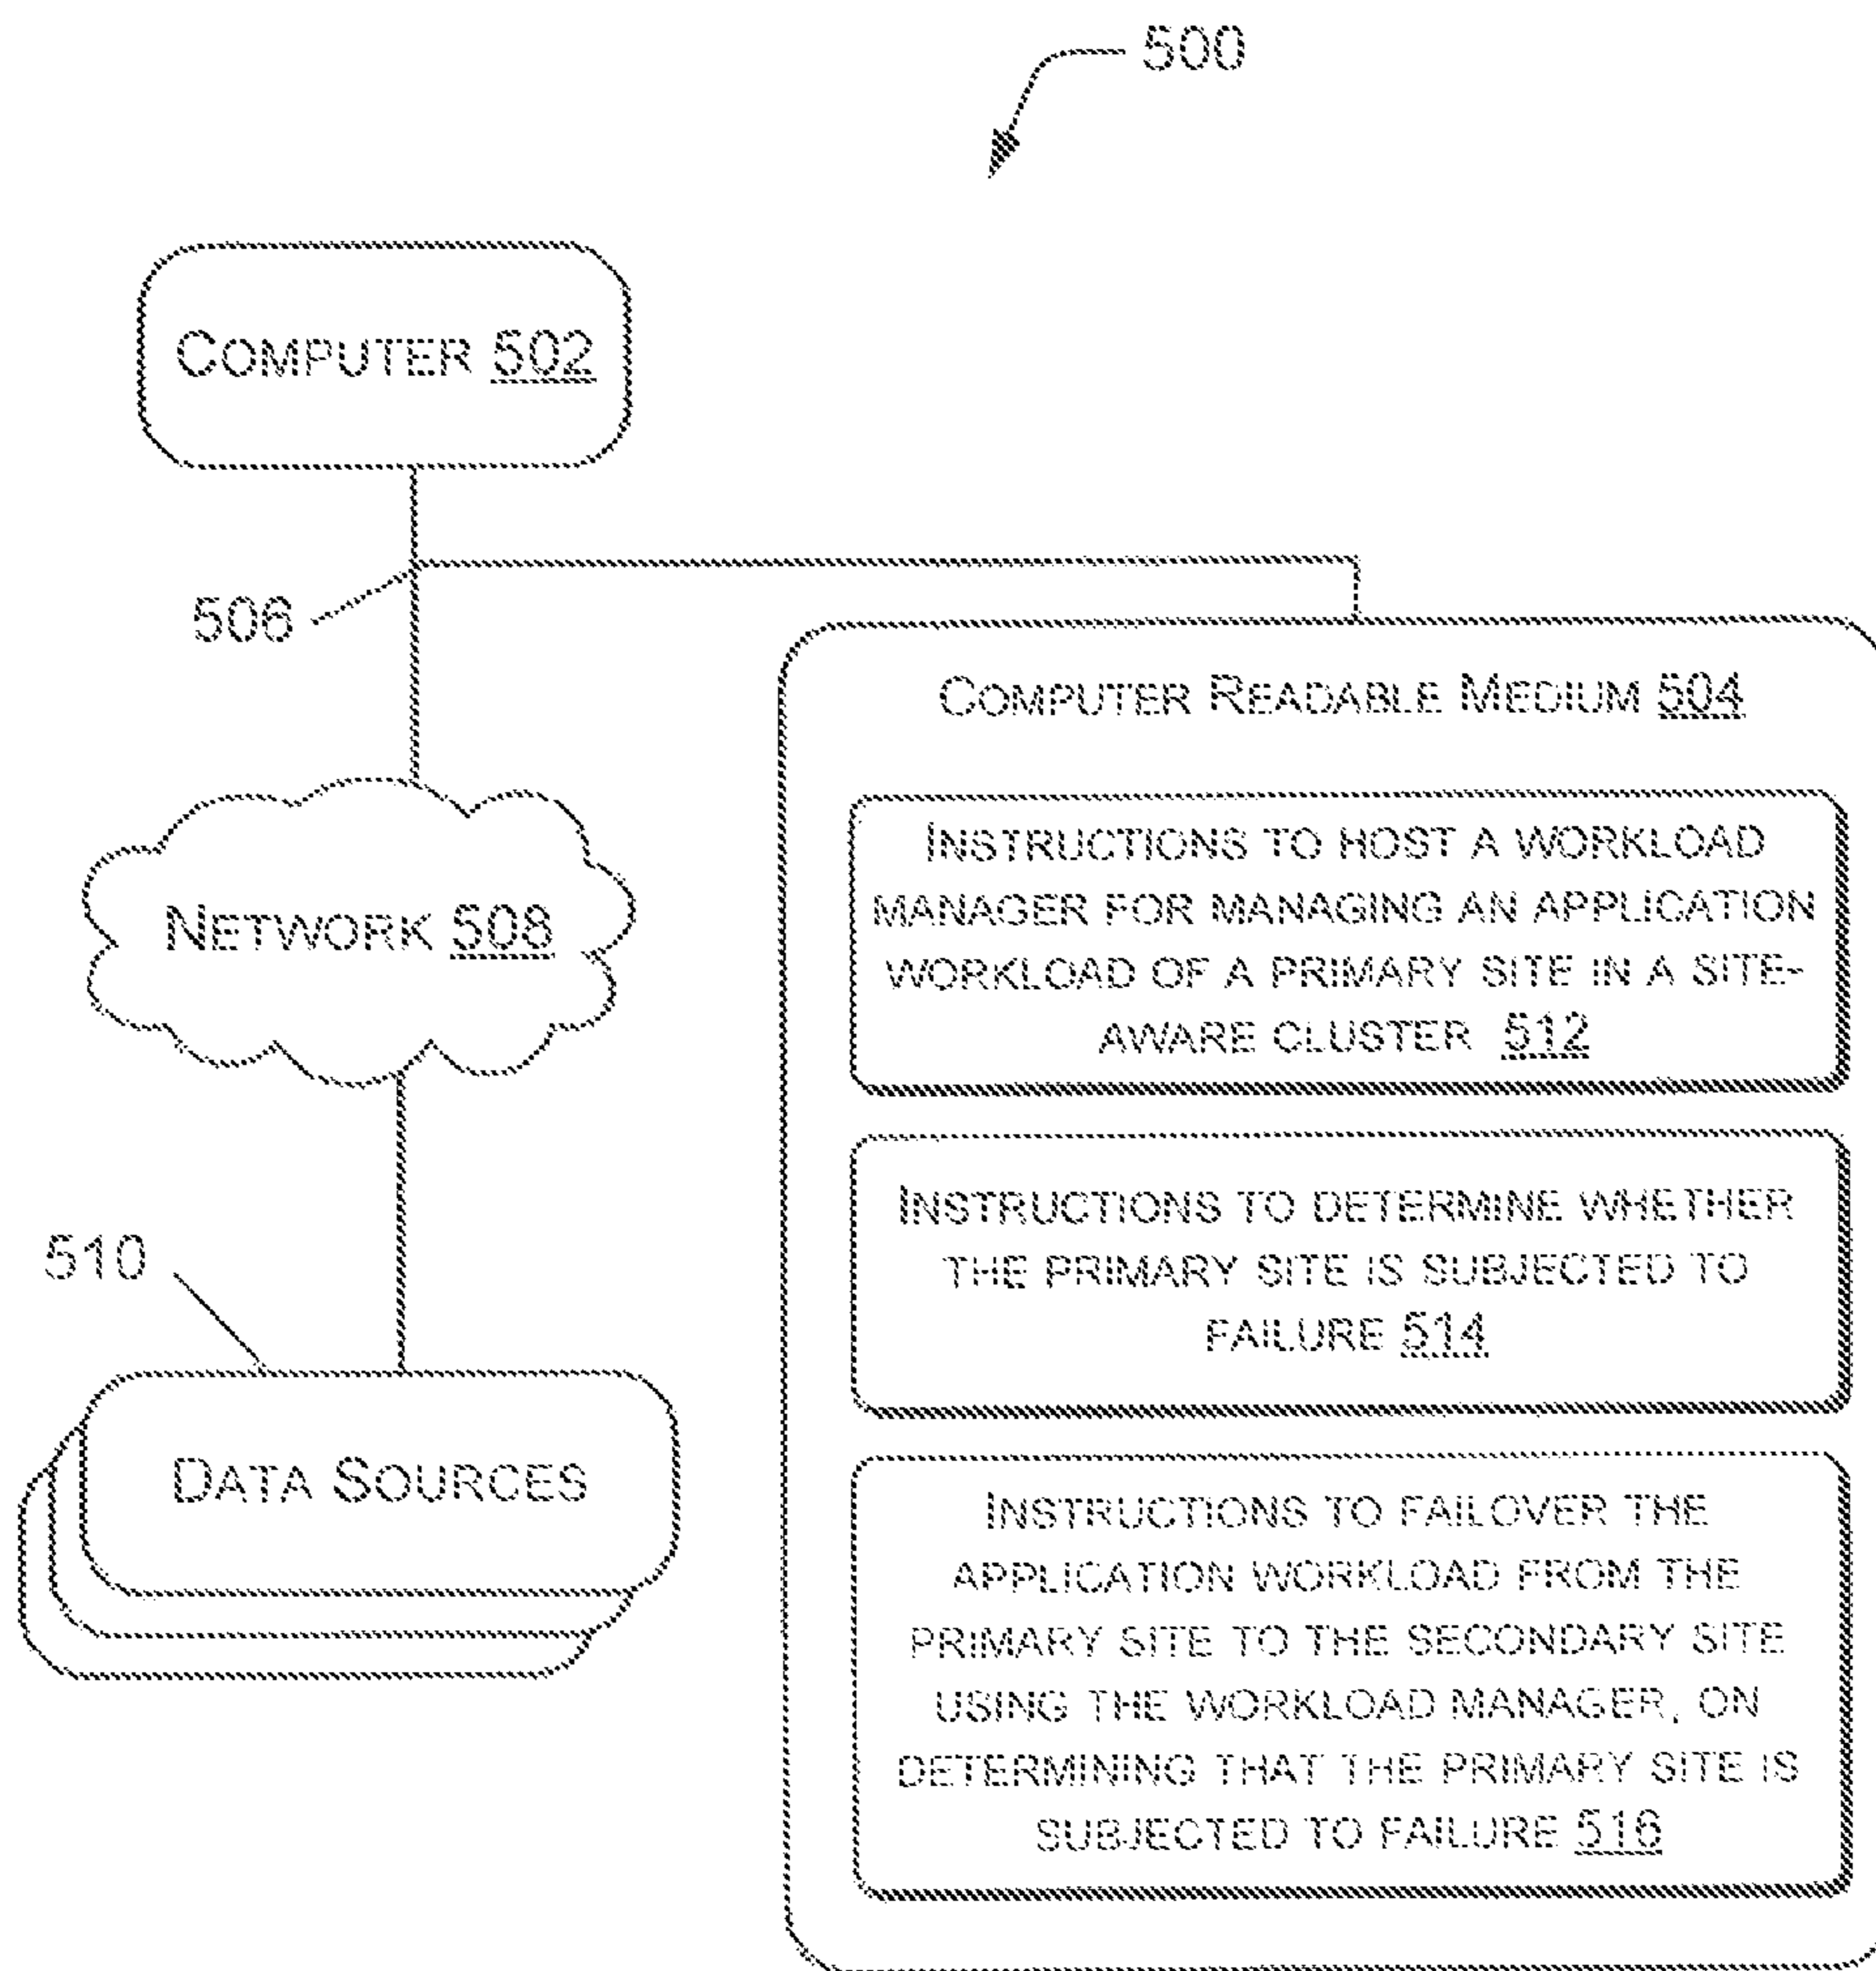 500
COMPUTER 502
506
COMPUTER READABLE MEDIUM 504
INSTRUCTIONS TO HOST A WORKLOAD
MANAGER FOR MANAGING AN APPLICATION
WORKLOAD OF A PRIMARY SITE IN A SITE-
AWARE CLUSTER 512
NETWORK 508
INSTRUCTIONS TO DETERMINE WHETHER
THE PRIMARY SITE IS SUBJECTED TO
FAILURE 514
510
DATA SOURCES
INSTRUCTIONS TO FAILOVER THE
APPLICATION WORKLOAD FROM THE
PRIMARY SITE TO THE SECONDARY SITE
USING THE WORKLOAD MANAGER, ON
DETERMINING THAT THE PRIMARY SITE IS
SUBJECTED TO FAILURE 516